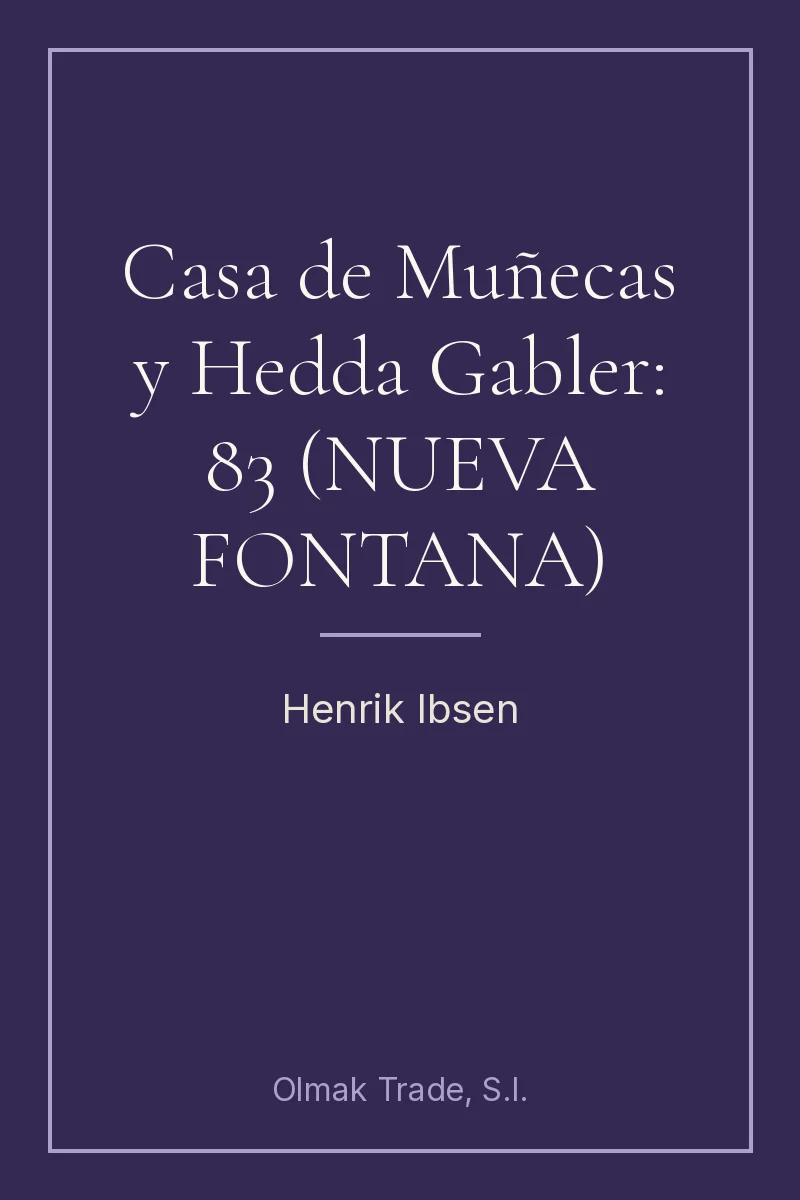 Casa de Muñecas
y Hedda Gabler:
83 (NUEVA
FONTANA)
Henrik Ibsen
Olmak Trade, S.l.